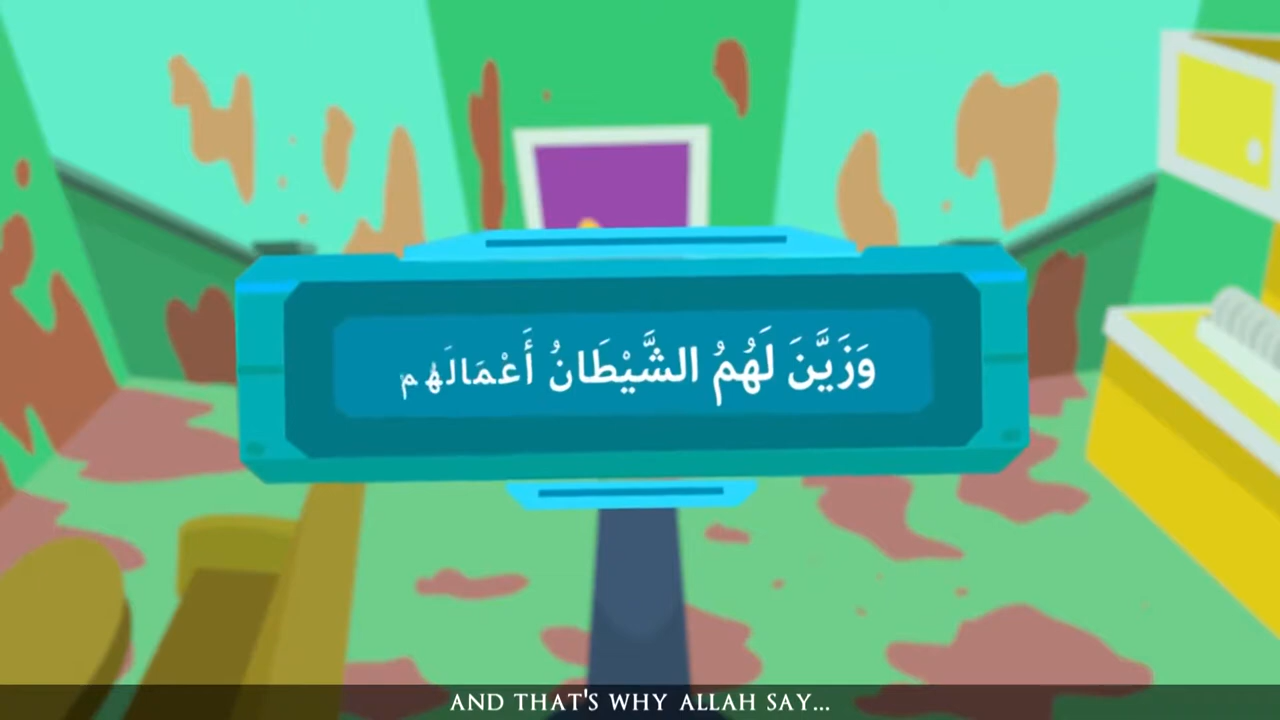 وَزَيَّنَ لَهُمُ الشَّيْطَانُ أَعْمَالَهُم
AND THAT'S WHY ALLAH SAY...